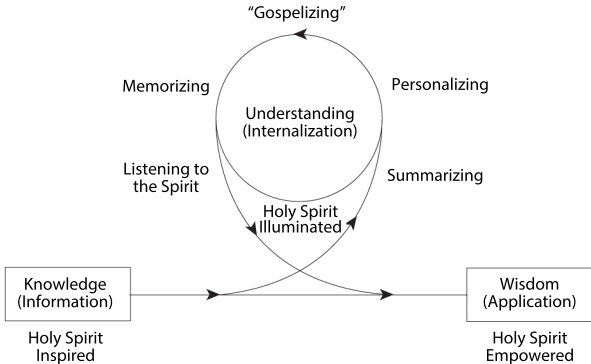 “Gospelizing”
Memorizing
Personalizing
Understanding
(Internalization)
Listening to
the Spirit
Summarizing
Holy Spirit
Illuminated
Knowledge
(Information)
Wisdom
(Application)
Holy Spirit
Inspired
Holy Spirit
Empowered